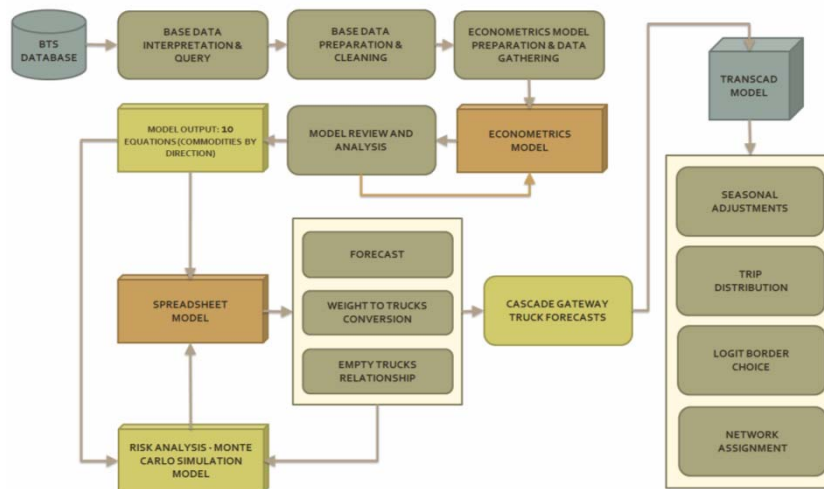 BTS
DATABASE
BASE DATA
INTERPRETATION &
QUERY
BASE DATA
PREPARATION &
CLEANING
ECONOMETRICS MODEL
PREPARATION & DATA
GATHERING
TRANSCAD
MODEL
MODEL OUTPUT: 10
EQUATIONS (COMMODITIES BY
DIRECTION)
MODEL REVIEW AND
ANALYSIS
ECONOMETRICS
MODEL
SEASONAL
ADJUSTMENTS
FORECAST
TRIP
DISTRIBUTION
SPREADSHEET
MODEL
WEIGHT TO TRUCKS
CONVERSION
CASCADE GATEWAY
TRUCK FORECASTS
LOGIT BORDER
CHOICE
EMPTY TRUCKS
RELATIONSHIP
NETWORK
ASSIGNMENT
RISK ANALYSIS - MONTE
CARLO SIMULATION
MODEL